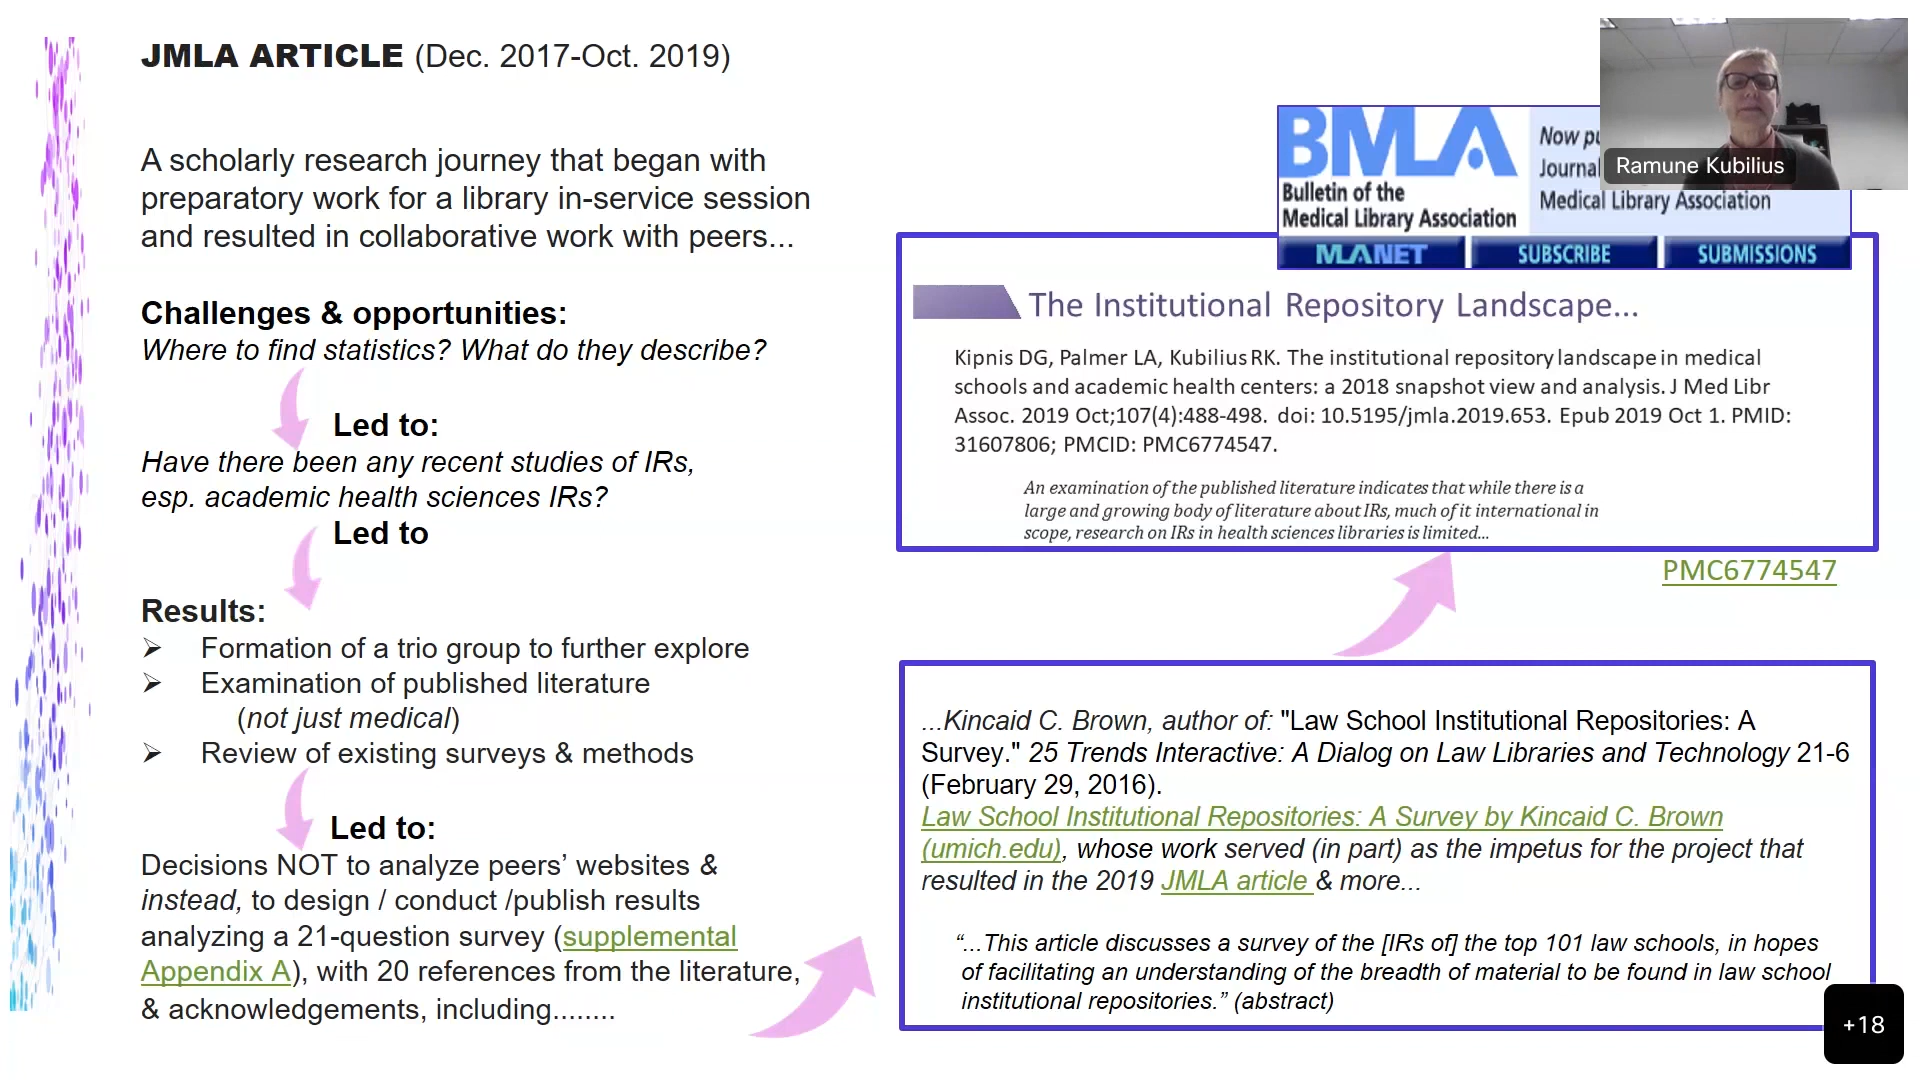 JMLA ARTICLE (Dec. 2017-Oct. 2019)
A scholarly research journey that began with
preparatory work for a library in-service session
and resulted in collaborative work with peers...
Challenges & opportunities:
Where to find statistics? What do they describe?
Led to:
Have there been any recent studies of IRs,
esp. academic health sciences IRs?
Led to
Results:
➢ Formation of a trio group to further explore
➢ Examination of published literature
(not just medical)
➢ Review of existing surveys & methods
Led to:
Decisions NOT to analyze peers’ websites &
instead, to design / conduct /publish results
analyzing a 21-question survey (supplemental
Appendix A), with 20 references from the literature,
& acknowledgements, including........
BMLA
Bulletin of the
Medical Library Association
Now
Journal
Medical Library Association
MLANET SUBSCRIBE SUBMISSIONS
Ramune Kubilius
The Institutional Repository Landscape...
Kipnis DG, Palmer LA, Kubilius RK. The institutional repository landscape in medical
schools and academic health centers: a 2018 snapshot view and analysis. J Med Libr
Assoc. 2019 Oct;107(4):488-498. doi: 10.5195/jmla.2019.653. Epub 2019 Oct 1. PMID:
31607806; PMCID: PMC6774547.
An examination of the published literature indicates that while there is a
large and growing body of literature about IRs, much of it international in
scope, research on IRs in health sciences libraries is limited...
PMC6774547
...Kincaid C. Brown, author of: "Law School Institutional Repositories: A
Survey." 25 Trends Interactive: A Dialog on Law Libraries and Technology 21-6
(February 29, 2016).
Law School Institutional Repositories: A Survey by Kincaid C. Brown
(umich.edu), whose work served (in part) as the impetus for the project that
resulted in the 2019 JMLA article & more...
“...This article discusses a survey of the [IRs of] the top 101 law schools, in hopes
of facilitating an understanding of the breadth of material to be found in law school
institutional repositories.” (abstract)
+18